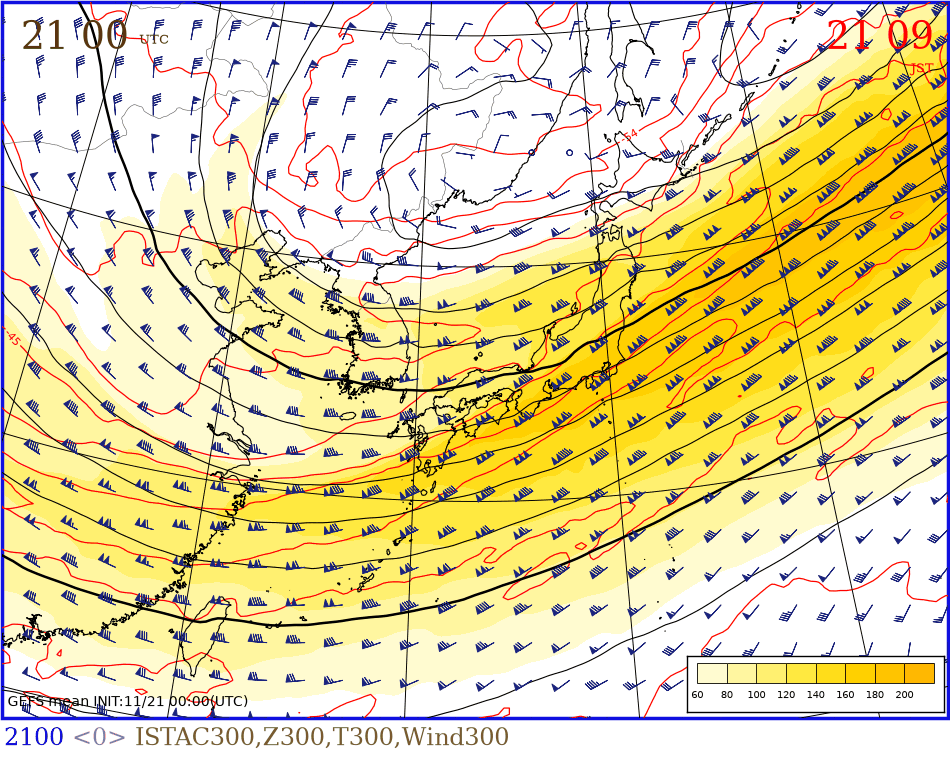 21 00 UTC
21 09
JST
-54
-45
60 80 100 120 140 160 180 200
GEFS mean INIT:11/21 00:00(UTC)
2100 <0> ISTAC300,Z300,T300,Wind300